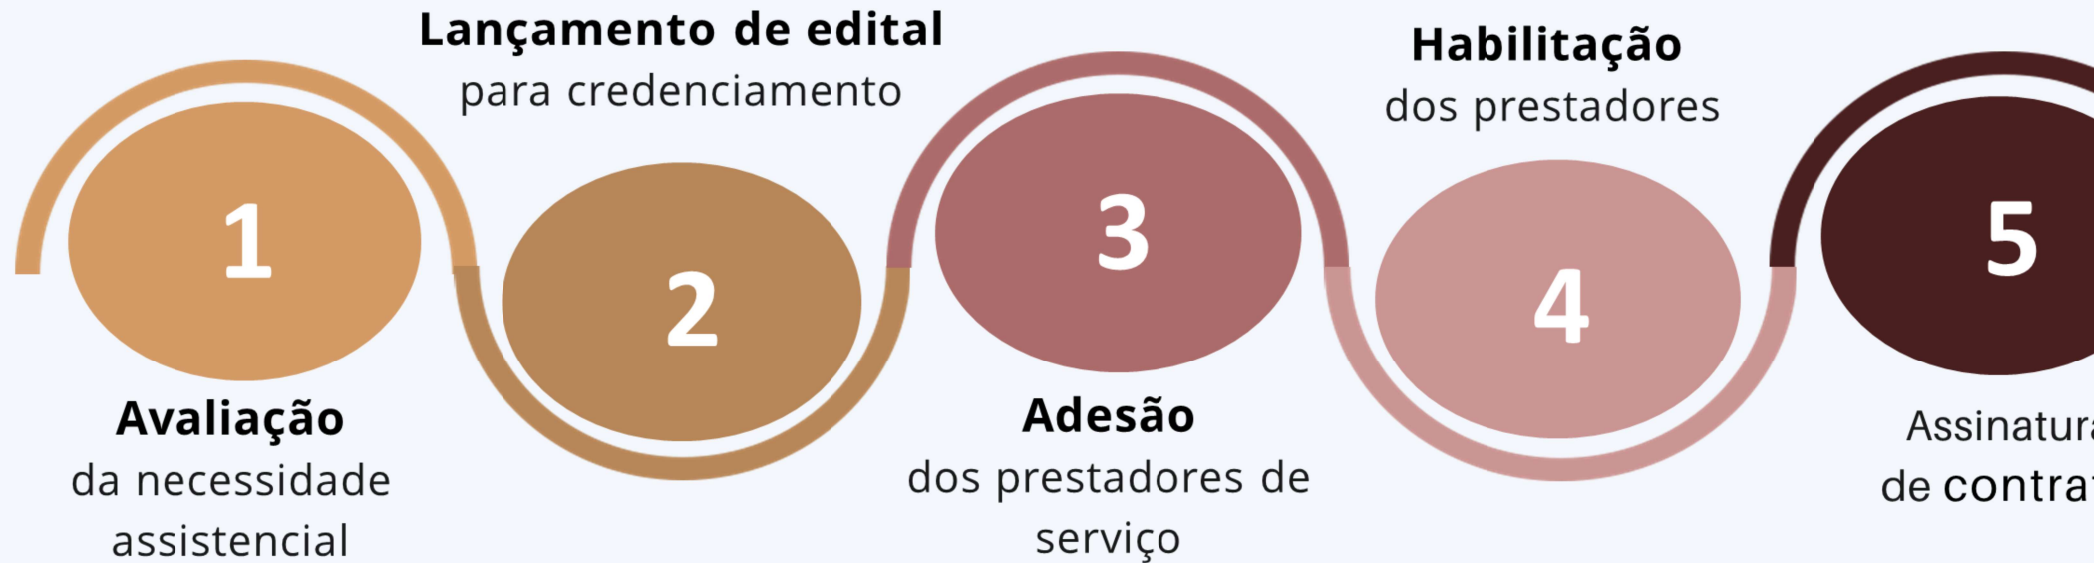 1
Avaliação
da necessidade
assistencial
Lançamento de edital
para credenciamento
2
3
Adesão
dos prestadores de
serviço
Habilitação
dos prestadores
4
5
de